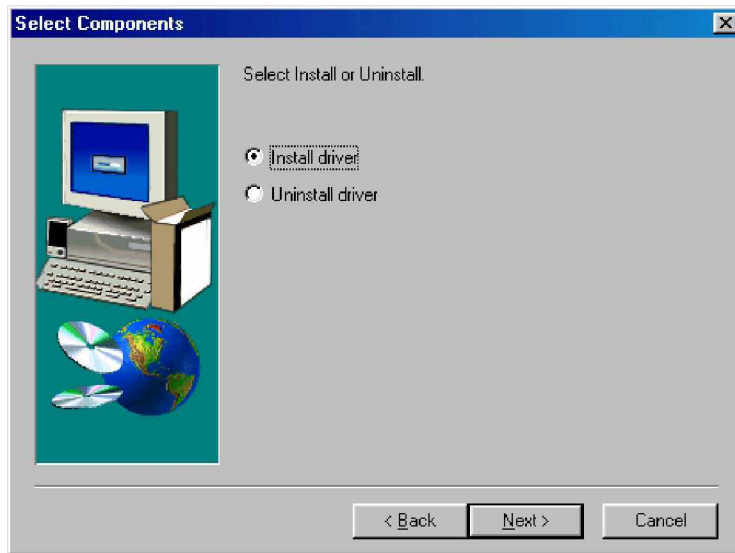 Select Components
Select Install or Uninstall.
Install driver
Uninstall driver
< Back
Next >
Cancel